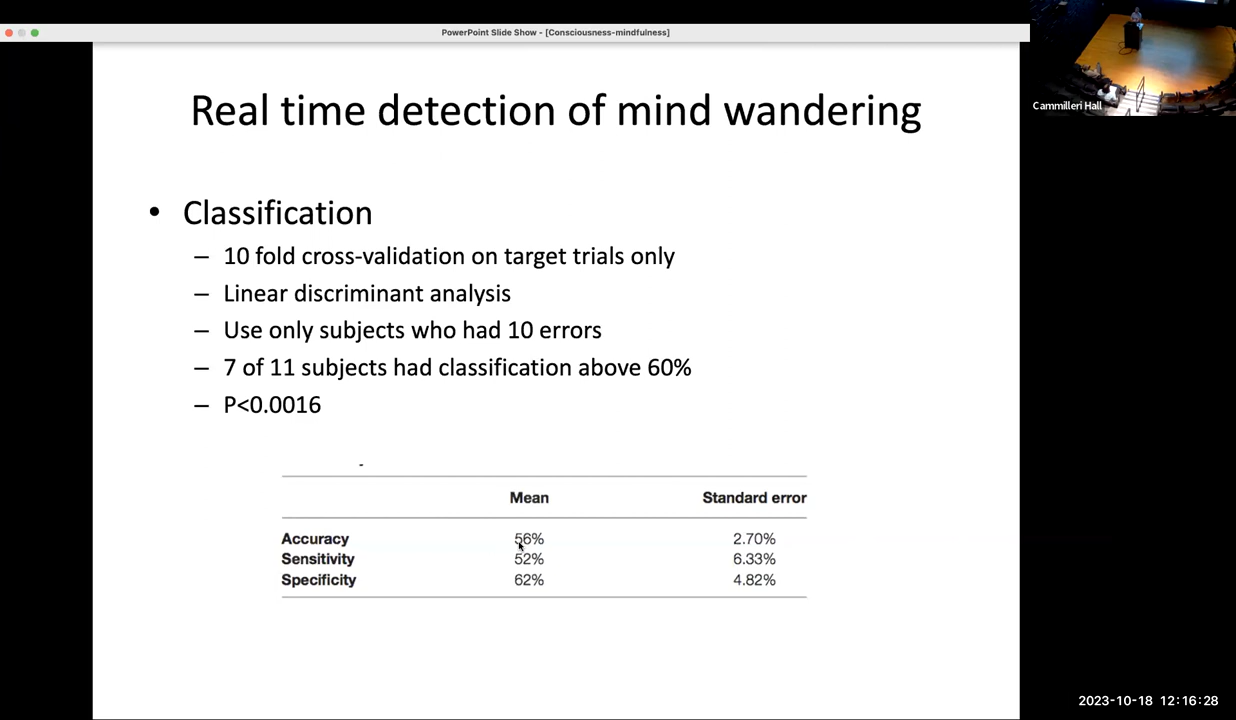 PowerPoint Slide Show - [Consciousness-mindfulness]
Cammilleri Hall
Real time detection of mind wandering
• Classification
– 10 fold cross-validation on target trials only
– Linear discriminant analysis
– Use only subjects who had 10 errors
– 7 of 11 subjects had classification above 60%
– P<0.0016
Mean Standard error
Accuracy 56% 2.70%
Sensitivity 52% 6.33%
Specificity 62% 4.82%
2023-10-18 12:16:28